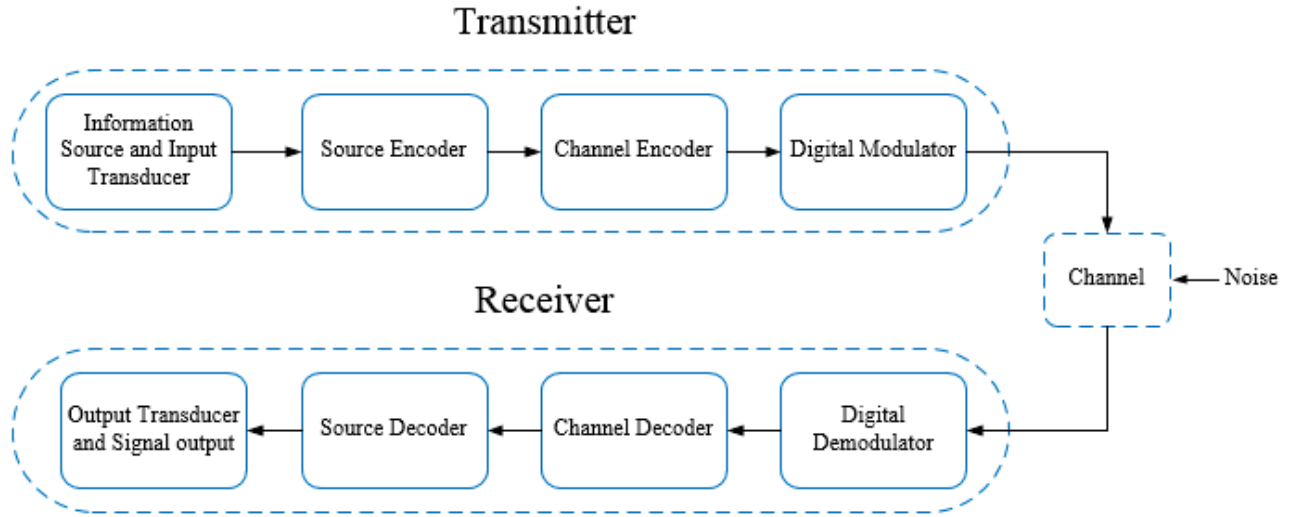 Transmitter
Information
Source and Input
Transducer
Source Encoder
Channel Encoder
Digital Modulator
Channel
Noise
Receiver
Output Transducer
and Signal output
Source Decoder
Channel Decoder
Digital
Demodulator